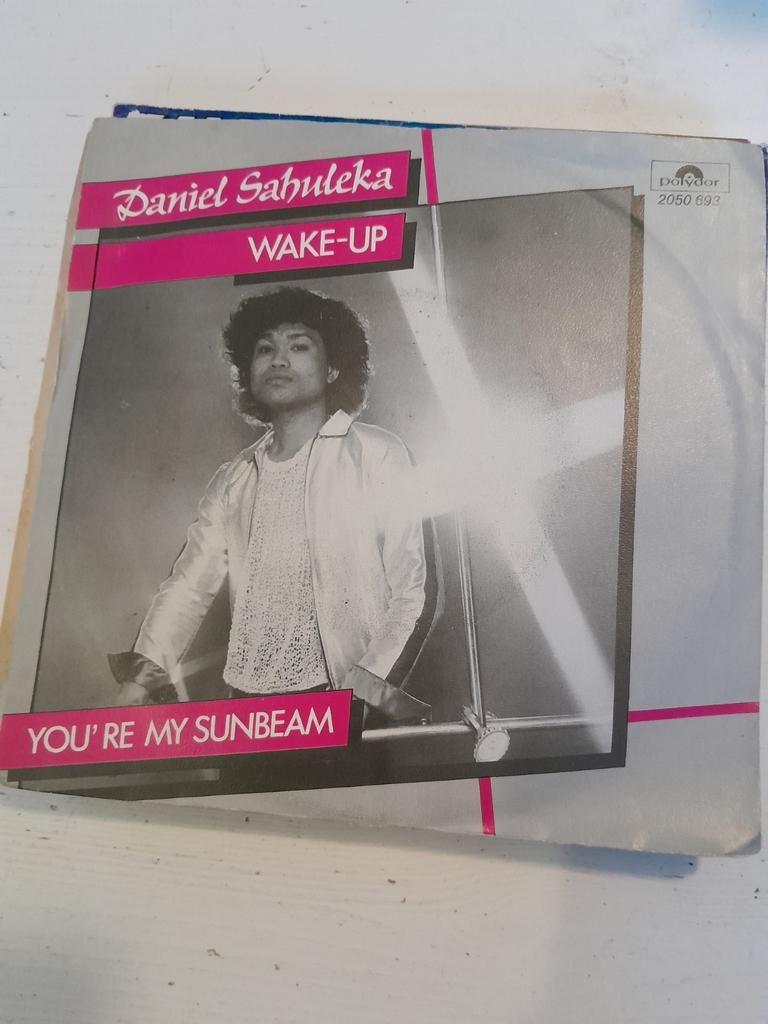 Daniel Sahuleka
WAKE-UP
polydor
2050 693
YOU'RE MY SUNBEAM